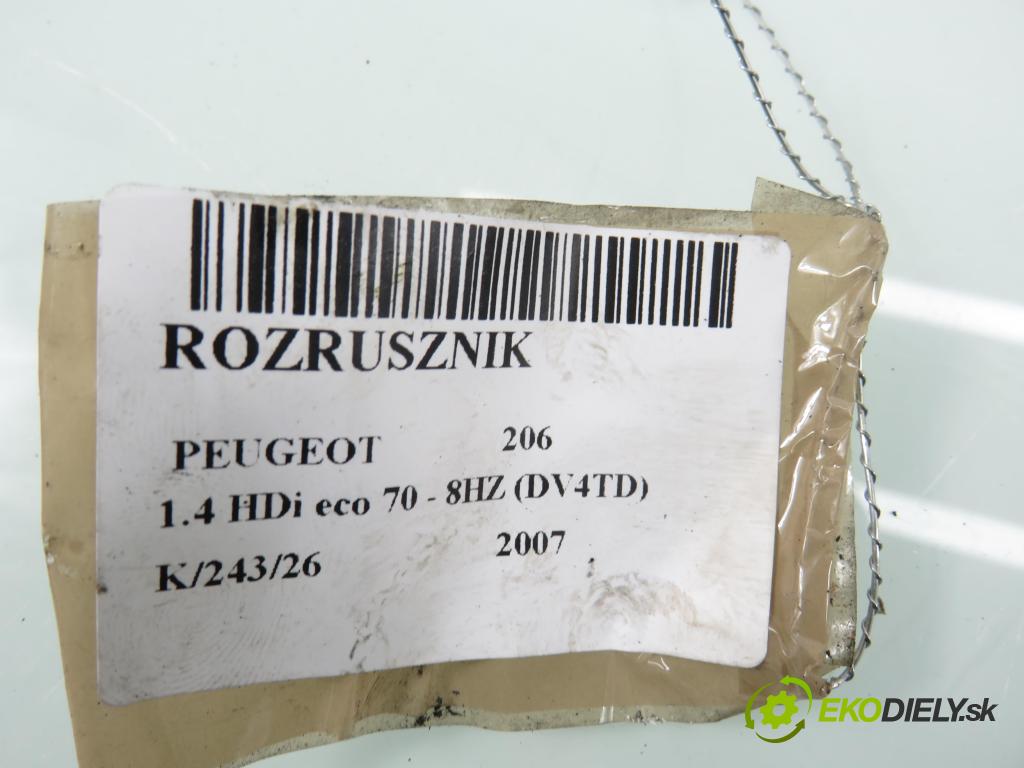 ROZRUSZNIK
PEUGEOT 206
1.4 HDi eco 70 - 8HZ (DV4TD)
K/243/26 2007
EKODIELY.sk